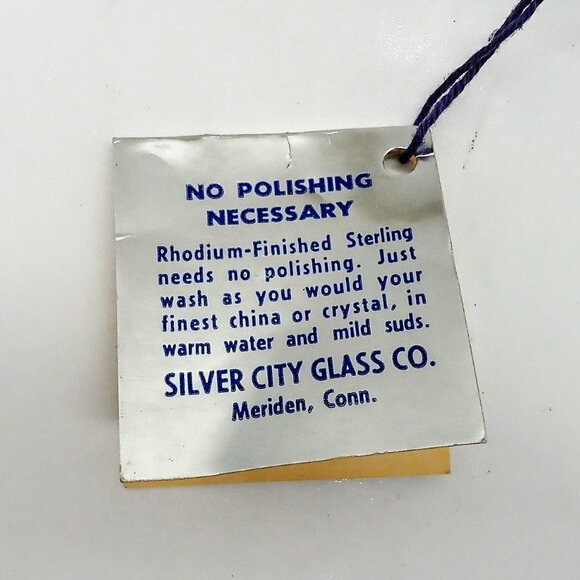 NO POLISHING
NECESSARY
Rhodium-Finished Sterling
needs no polishing. Just
wash as you would your
finest china or crystal, in
warm water and mild suds.
SILVER CITY GLASS CO.
Meriden, Conn.